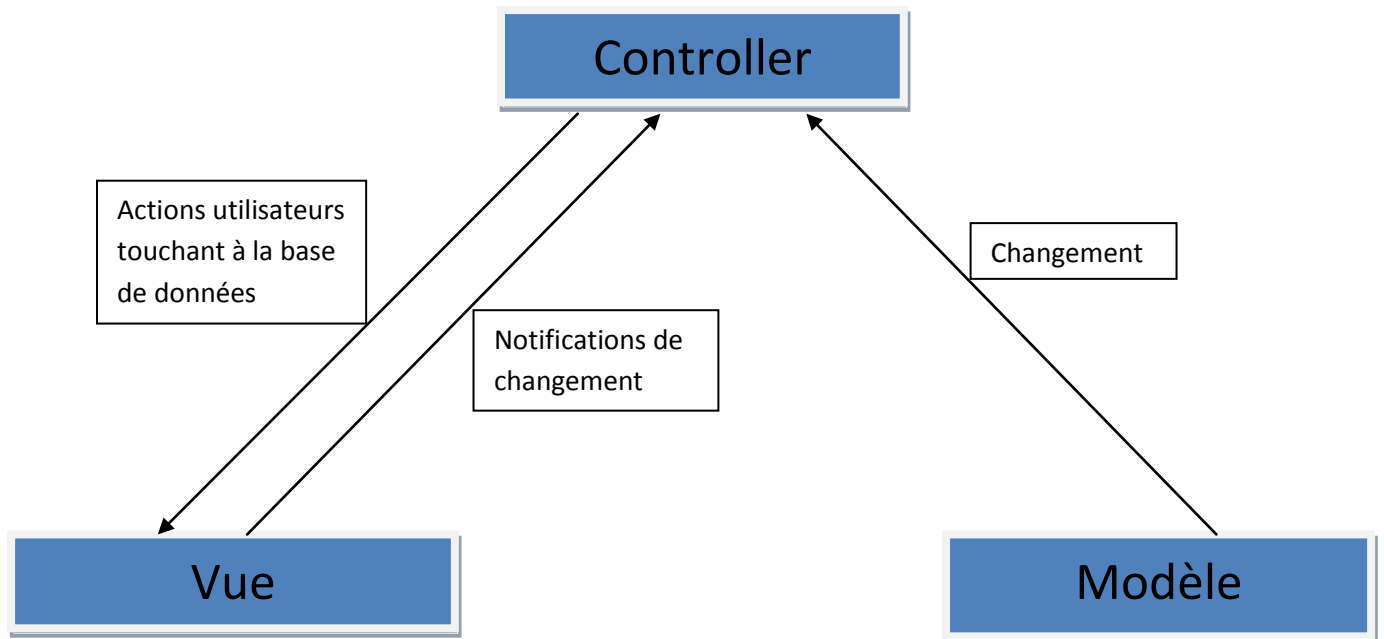 Controller
Actions utilisateurs
touchant à la base
de données
Changement
Notifications de
changement
Vue
Modèle